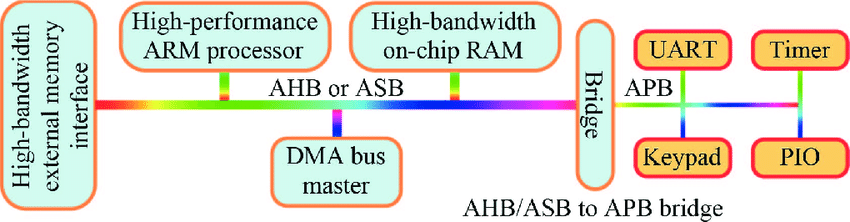 High-bandwidth
external memory
interface
High-performance
ARM processor
High-bandwidth
on-chip RAM
AHB or ASB
DMA bus
master
Bridge
APB
UART
Timer
Keypad
PIO
AHB/ASB to APB bridge